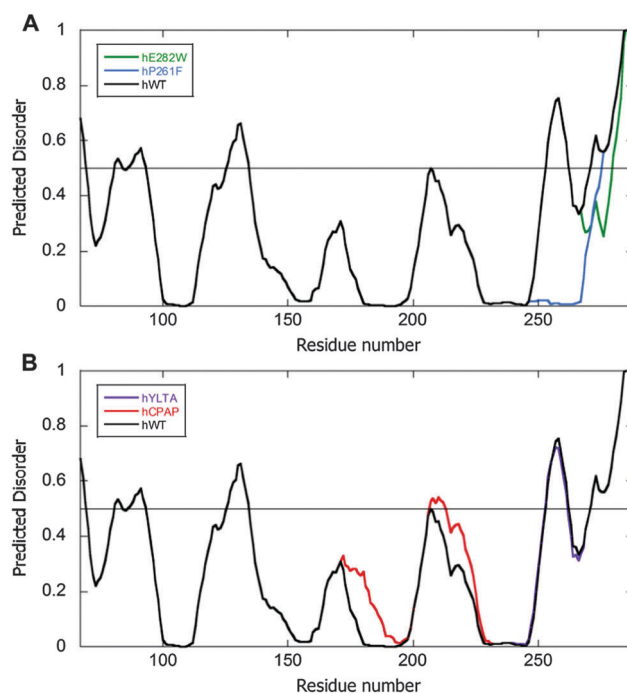 A
1
0.8
0.6
0.4
0.2
0
Predicted Disorder
hE282W
hP261F
hWT
100 150 200 250
Residue number
B
1
0.8
0.6
0.4
0.2
0
Predicted Disorder
hYLTA
hCPAP
hWT
100 150 200 250
Residue number